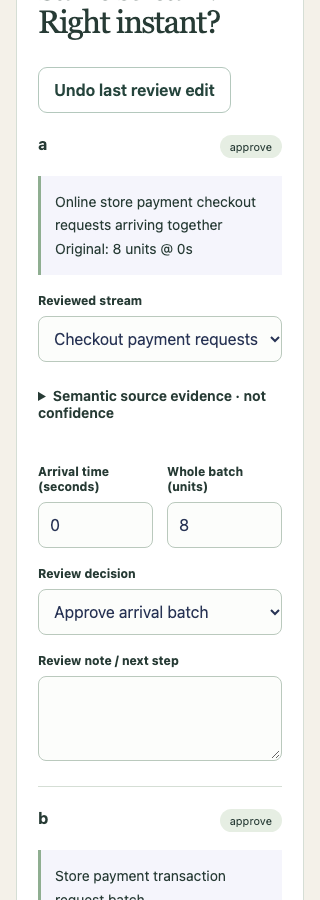 Right instant?
Undo last review edit
a
approve
Online store payment checkout
requests arriving together
Original: 8 units @ 0s
Reviewed stream
Checkout payment requests
▶ Semantic source evidence · not
confidence
Arrival time
(seconds)
Whole batch
(units)
0
8
Review decision
Approve arrival batch
Review note / next step
b
approve
Store payment transaction
request batch